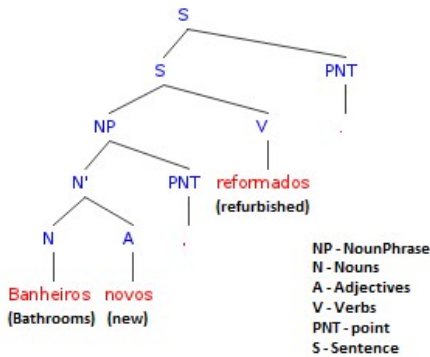 S
S PNT
NP V .
N' PNT reformados
(refurbished)
N A .
Banheiros novos
(Bathrooms) (new)
NP - NounPhrase
N - Nouns
A - Adjectives
V - Verbs
PNT - point
S - Sentence